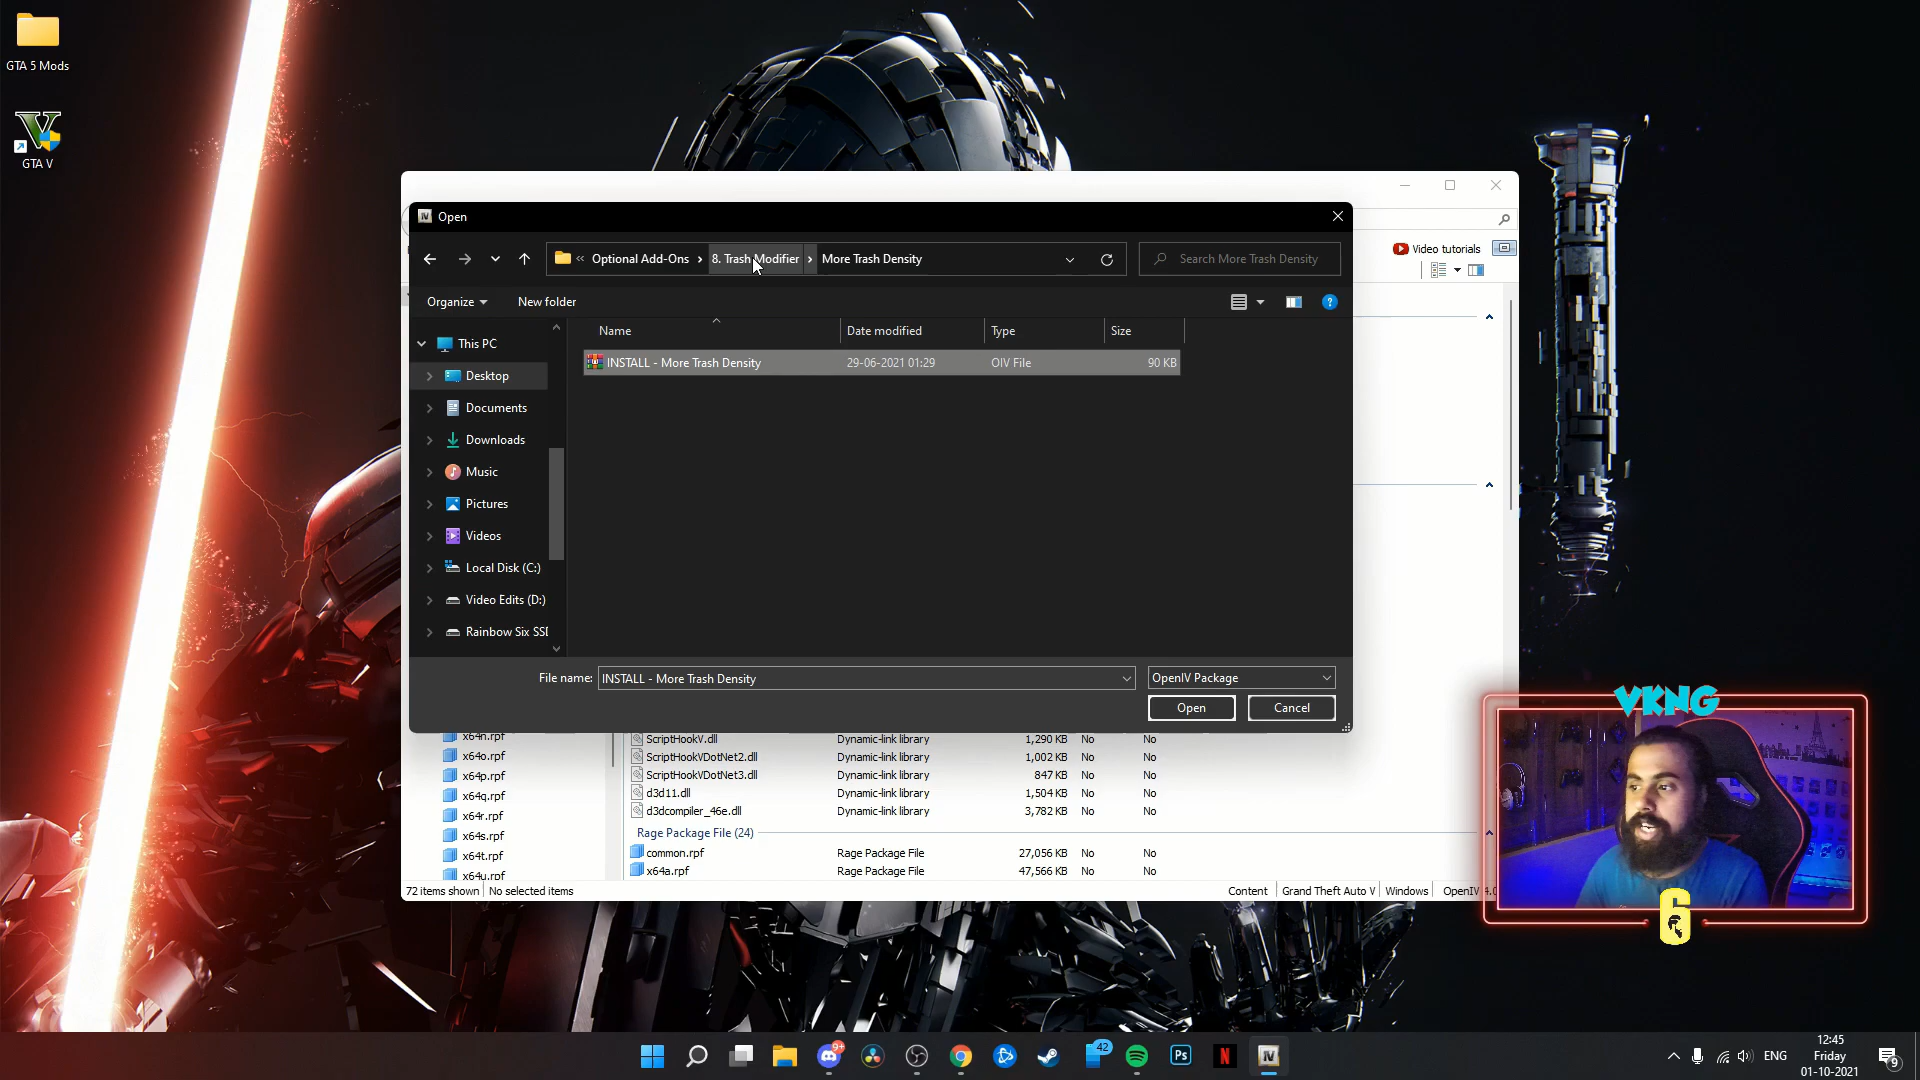 GTA 5 Mods
GTA V
Open
« Optional Add-Ons › 8. Trash Modifier › More Trash Density
Search More Trash Density
Organize
New folder
Video tutorials
Name
Date modified
Type
Size
INSTALL - More Trash Density
29-06-2021 01:29
OIV File
90 KB
This PC
Desktop
Documents
Downloads
Music
Pictures
Videos
Local Disk (C:)
Video Edits (D:)
Rainbow Six SSD
File name:
INSTALL - More Trash Density
OpenIV Package
Open
Cancel
x64n.rpf
x64o.rpf
x64p.rpf
x64q.rpf
x64r.rpf
x64s.rpf
x64t.rpf
x64u.rpf
ScriptHookV.dll Dynamic-link library 1,290 KB No No
ScriptHookVDotNet2.dll Dynamic-link library 1,002 KB No No
ScriptHookVDotNet3.dll Dynamic-link library 847 KB No No
d3d11.dll Dynamic-link library 1,504 KB No No
d3dcompiler_46e.dll Dynamic-link library 3,782 KB No No
Rage Package File (24)
common.rpf Rage Package File 27,056 KB No No
x64a.rpf Rage Package File 47,566 KB No No
72 items shown
No selected items
Content
Grand Theft Auto V
Windows
OpenIV 4.0
VKNG
6
9+
42
Ps
N
IV
ENG
12:45
Friday
01-10-2021
9